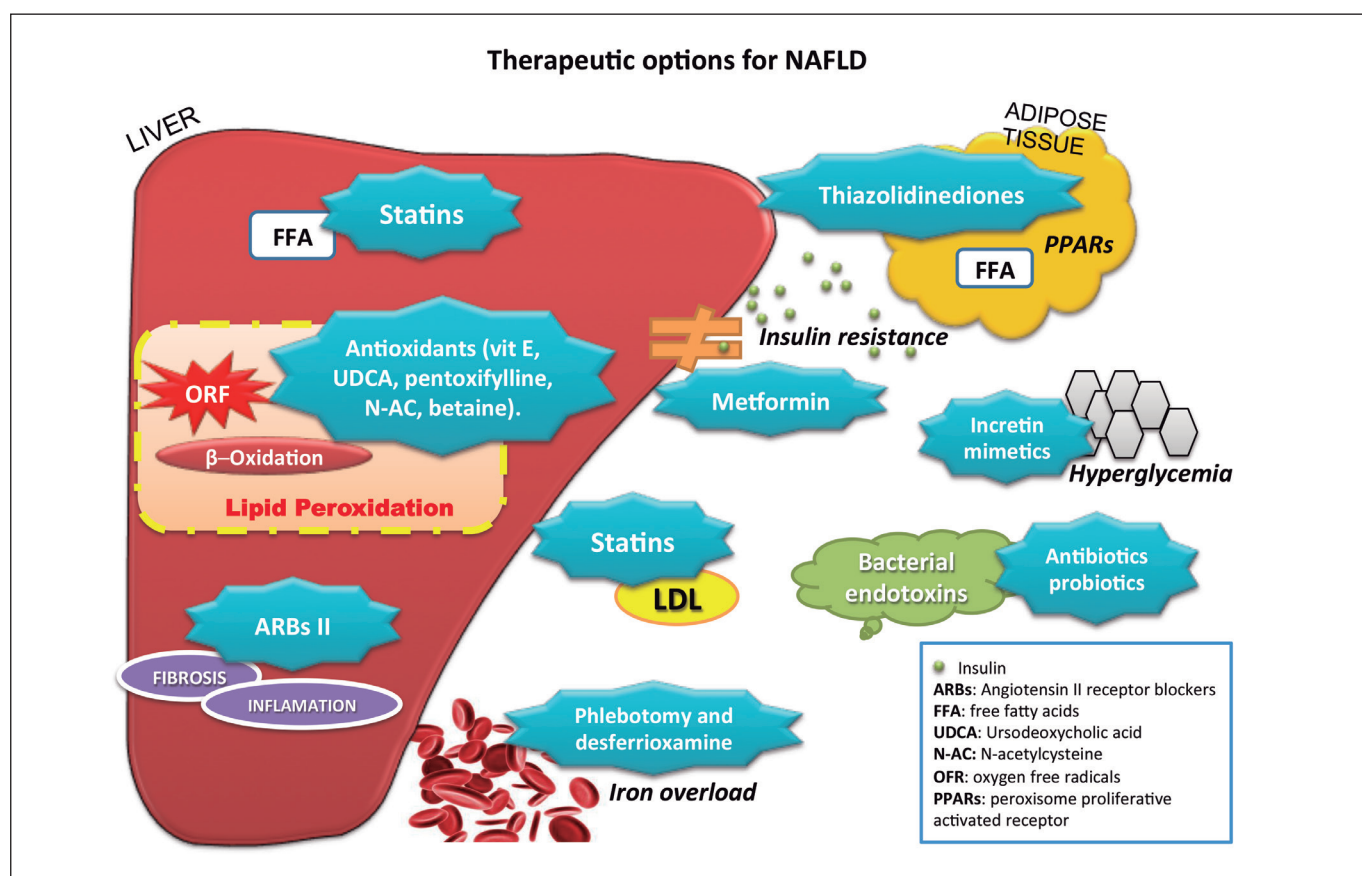 Therapeutic options for NAFLD
LIVER
ADIPOSE
TISSUE
Statins
FFA
Thiazolidinediones
PPARs
FFA
Insulin resistance
Antioxidants (vit E,
UDCA, pentoxifylline,
N-AC, betaine).
ORF
β–Oxidation
Lipid Peroxidation
Metformin
Incretin
mimetics
Hyperglycemia
Statins
LDL
Bacterial
endotoxins
Antibiotics
probiotics
ARBs II
FIBROSIS
INFLAMATION
Phlebotomy and
desferrioxamine
Iron overload
Insulin
ARBs: Angiotensin II receptor blockers
FFA: free fatty acids
UDCA: Ursodeoxycholic acid
N-AC: N-acetylcysteine
OFR: oxygen free radicals
PPARs: peroxisome proliferative
activated receptor